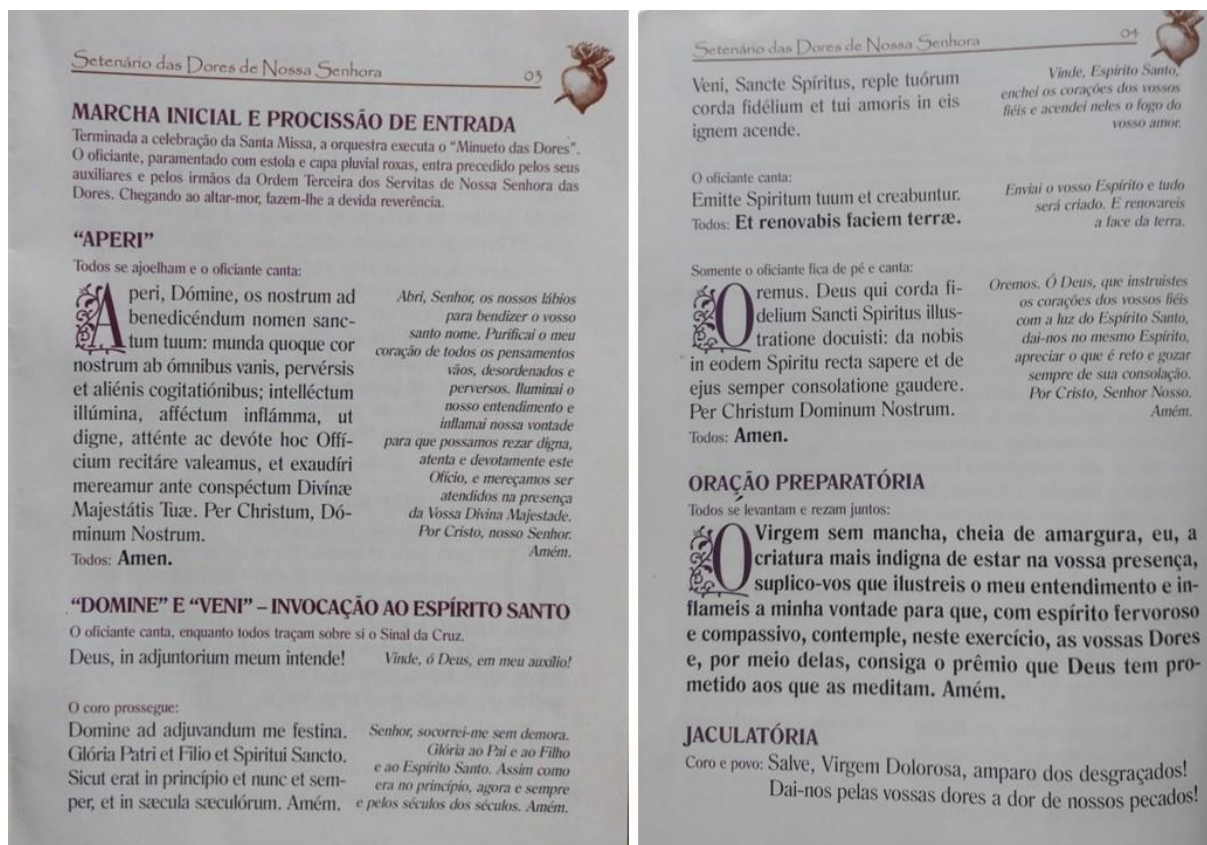 Setenário das Dores de Nossa Senhora 03
MARCHA INICIAL E PROCISSÃO DE ENTRADA
Terminada a celebração da Santa Missa, a orquestra executa o “Minueto das Dores”.
O oficiante, paramentado com estola e capa pluvial roxas, entra precedido pelos seus
auxiliares e pelos irmãos da Ordem Terceira dos Servitas de Nossa Senhora das
Dores. Chegando ao altar-mor, fazem-lhe a devida reverência.
“APERI”
Todos se ajoelham e o oficiante canta:
Aperi, Dómine, os nostrum ad
benedicéndum nomen sanc-
tum tuum: munda quoque cor
nostrum ab ómnibus vanis, pervérsis
et aliénis cogitatiónibus; intelléctum
illúmina, afféctum inflámma, ut
digne, atténte ac devóte hoc Offí-
cium recitáre valeamus, et exaudíri
mereamur ante conspéctum Divínæ
Majestátis Tuæ. Per Christum, Dó-
minum Nostrum.
Todos: Amen.
Abri, Senhor, os nossos lábios
para bendizer o vosso
santo nome. Purificai o meu
coração de todos os pensamentos
vãos, desordenados e
perversos. Iluminai o
nosso entendimento e
inflamai nossa vontade
para que possamos rezar digna,
atenta e devotamente este
Ofício, e mereçamos ser
atendidos na presença
da Vossa Divina Majestade.
Por Cristo, nosso Senhor.
Amém.
“DOMINE” E “VENI” – INVOCAÇÃO AO ESPÍRITO SANTO
O oficiante canta, enquanto todos traçam sobre si o Sinal da Cruz.
Deus, in adjuntorium meum intende!
Vinde, ó Deus, em meu auxílio!
O coro prossegue:
Domine ad adjuvandum me festina.
Glória Patri et Filio et Spiritui Sancto.
Sicut erat in princípio et nunc et sem-
per, et in sæcula sæculórum. Amém.
Senhor, socorrei-me sem demora.
Glória ao Pai e ao Filho
e ao Espírito Santo. Assim como
era no princípio, agora e sempre
e pelos séculos dos séculos. Amém.
Setenário das Dores de Nossa Senhora 04
Veni, Sancte Spíritus, reple tuórum
corda fidélium et tui amoris in eis
ignem acende.
Vinde, Espírito Santo,
enchei os corações dos vossos
fiéis e acendei neles o fogo do
vosso amor.
O oficiante canta:
Emitte Spiritum tuum et creabuntur.
Todos: Et renovabis faciem terræ.
Enviai o vosso Espírito e tudo
será criado. E renovareis
a face da terra.
Somente o oficiante fica de pé e canta:
Oremus. Deus qui corda fi-
delium Sancti Spiritus illus-
tratione docuisti: da nobis
in eodem Spiritu recta sapere et de
ejus semper consolatione gaudere.
Per Christum Dominum Nostrum.
Todos: Amen.
Oremos. Ó Deus, que instruistes
os corações dos vossos fiéis
com a luz do Espírito Santo,
dai-nos no mesmo Espírito,
apreciar o que é reto e gozar
sempre de sua consolação.
Por Cristo, Senhor Nosso.
Amém.
ORAÇÃO PREPARATÓRIA
Todos se levantam e rezam juntos:
O Virgem sem mancha, cheia de amargura, eu, a
criatura mais indigna de estar na vossa presença,
suplico-vos que ilustreis o meu entendimento e in-
flameis a minha vontade para que, com espírito fervoroso
e compassivo, contemple, neste exercício, as vossas Dores
e, por meio delas, consiga o prêmio que Deus tem pro-
metido aos que as meditam. Amém.
JACULATÓRIA
Coro e povo: Salve, Virgem Dolorosa, amparo dos desgraçados!
Dai-nos pelas vossas dores a dor de nossos pecados!